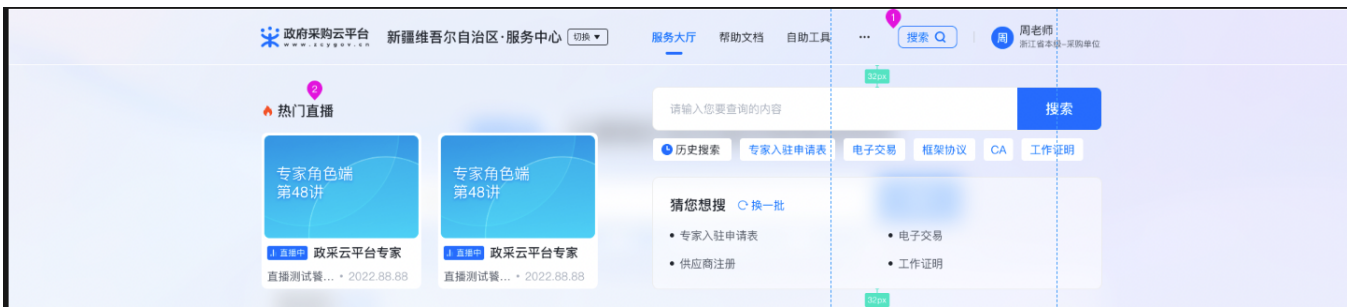 政府采购云平台
www.zcygov.cn
新疆维吾尔自治区·服务中心 切换 ▼
服务大厅 帮助文档 自助工具 ···
1
搜索
周
周老师
浙江省本级-采购单位
32px
2
热门直播
请输入您要查询的内容 搜索
历史搜索 专家入驻申请表 电子交易 框架协议 CA 工作证明
专家角色端
第48讲
专家角色端
第48讲
直播中 政采云平台专家
直播测试餐... • 2022.88.88
直播中 政采云平台专家
直播测试餐... • 2022.88.88
猜您想搜 换一批
• 专家入驻申请表
• 电子交易
• 供应商注册
• 工作证明
32px